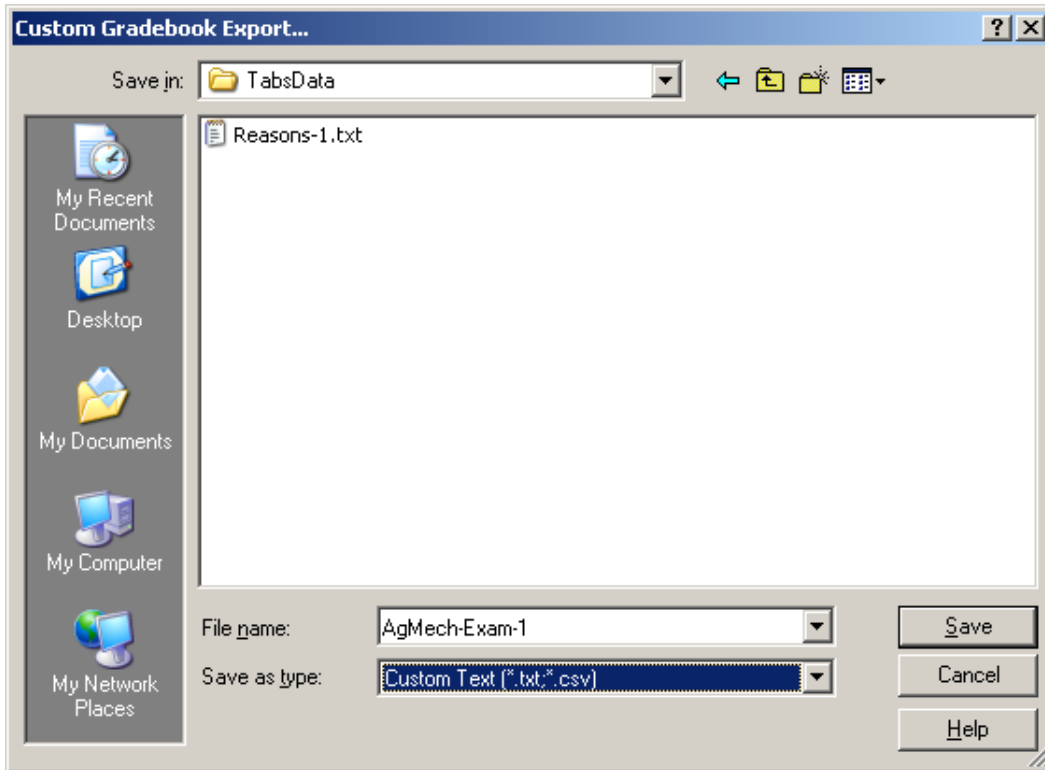 Custom Gradebook Export...
Save in:
TabsData
Reasons-1.txt
My Recent
Documents
Desktop
My Documents
My Computer
My Network
Places
File name:
AgMech-Exam-1
Save
Save as type:
Custom Text (*.txt;*.csv)
Cancel
Help